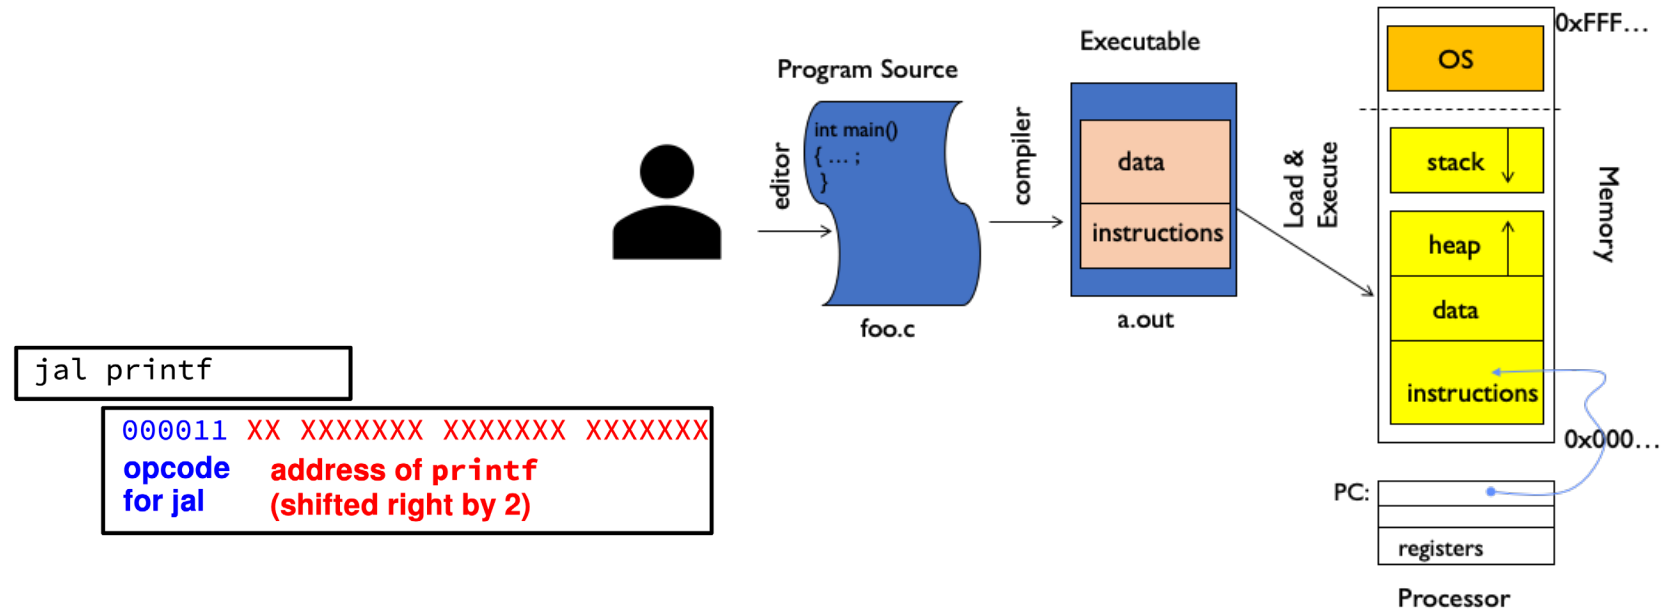 jal printf
000011 XX XXXXXXX XXXXXXX XXXXXXX
opcode
for jal
address of printf
(shifted right by 2)
editor
Program Source
int main()
{ … ;
}
foo.c
compiler
Executable
data
instructions
a.out
Load &
Execute
0xFFF…
OS
stack
heap
data
instructions
0x000…
Memory
PC:
registers
Processor